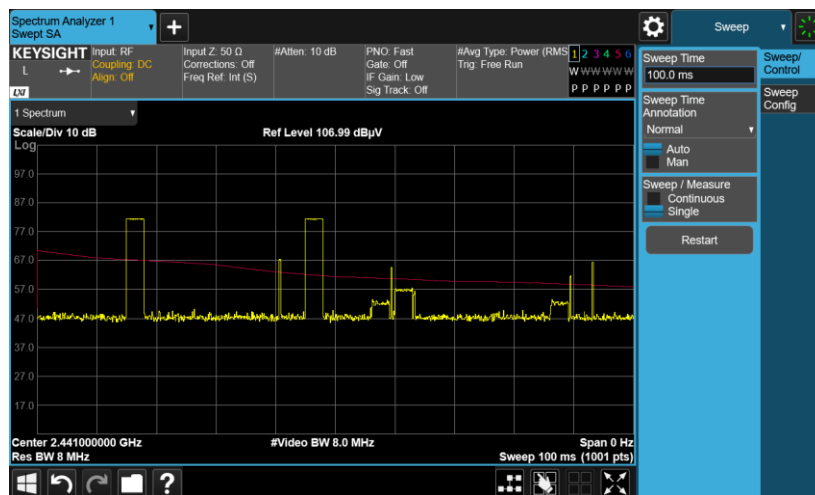 Spectrum Analyzer 1
Swept SA
+
Sweep
KEYSIGHT
L
LXI
Input: RF
Coupling: DC
Align: Off
Input Z: 50 Ω
Corrections: Off
Freq Ref: Int (S)
#Atten: 10 dB
PNO: Fast
Gate: Off
IF Gain: Low
Sig Track: Off
#Avg Type: Power (RMS
Trig: Free Run
1 2 3 4 5 6
W W W W W W
P P P P P P
1 Spectrum
Scale/Div 10 dB
Ref Level 106.99 dBµV
Log
97.0
87.0
77.0
67.0
57.0
47.0
37.0
27.0
17.0
Center 2.441000000 GHz
#Video BW 8.0 MHz
Span 0 Hz
Res BW 8 MHz
Sweep 100 ms (1001 pts)
Sweep Time
100.0 ms
Sweep Time
Annotation
Normal
Auto
Man
Sweep / Measure
Continuous
Single
Restart
Sweep/
Control
Sweep
Config
?